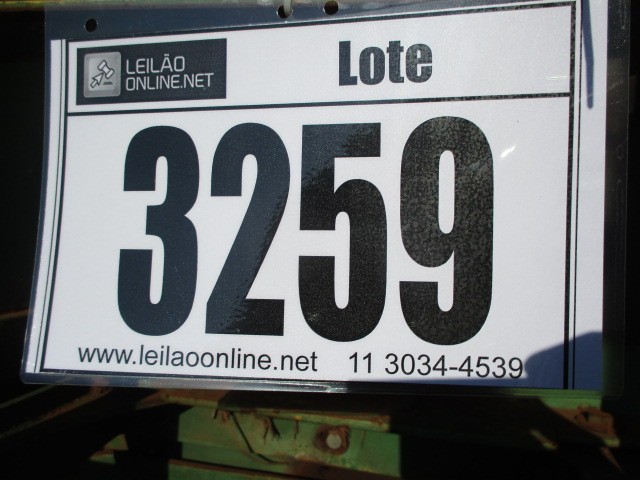 LEILÃO
ONLINE.NET
Lote
3259
www.leilaoonline.net 11 3034-4539